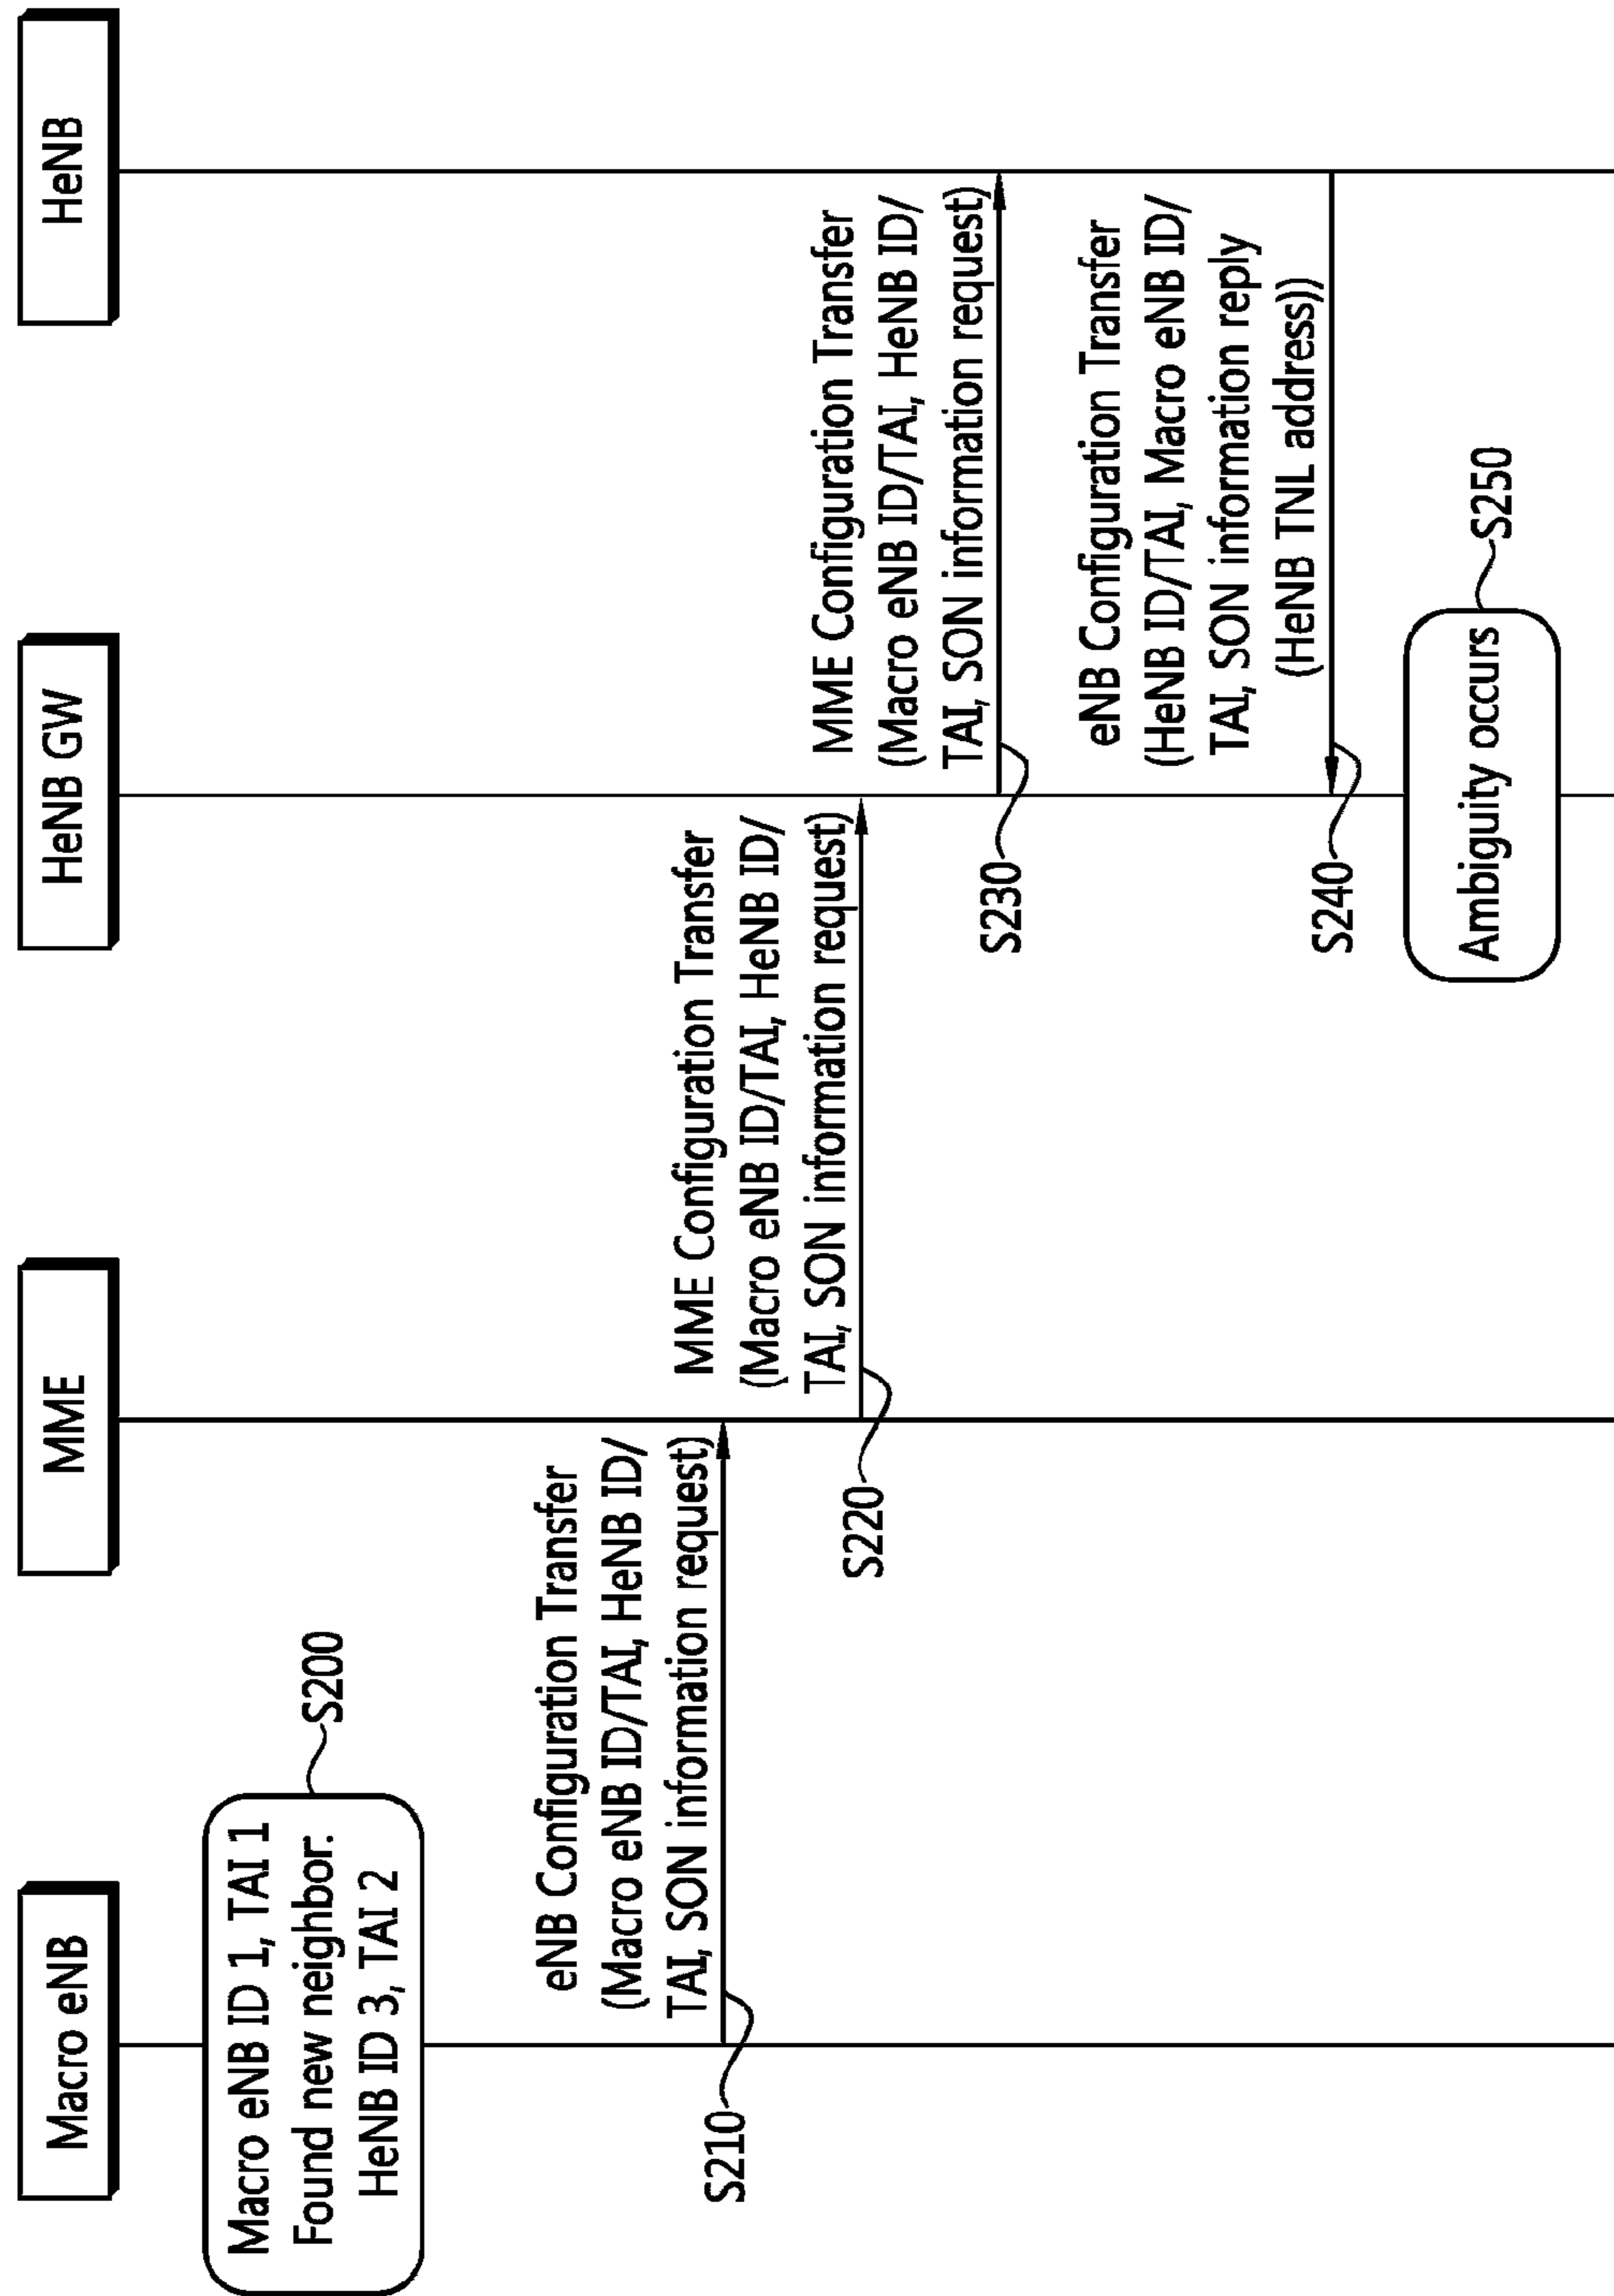 Macro eNB
MME
HeNB GW
HeNB
Macro eNB ID 1, TAI 1
Found new neighbor:
HeNB ID 3, TAI 2
S200
eNB Configuration Transfer
(Macro eNB ID/TAI, HeNB ID/
TAI, SON information request)
S210
MME Configuration Transfer
(Macro eNB ID/TAI, HeNB ID/
TAI, SON information request)
S220
MME Configuration Transfer
(Macro eNB ID/TAI, HeNB ID/
TAI, SON information request)
S230
eNB Configuration Transfer
(HeNB ID/TAI, Macro eNB ID/
TAI, SON information reply
(HeNB TNL address))
S240
Ambiguity occurs
S250